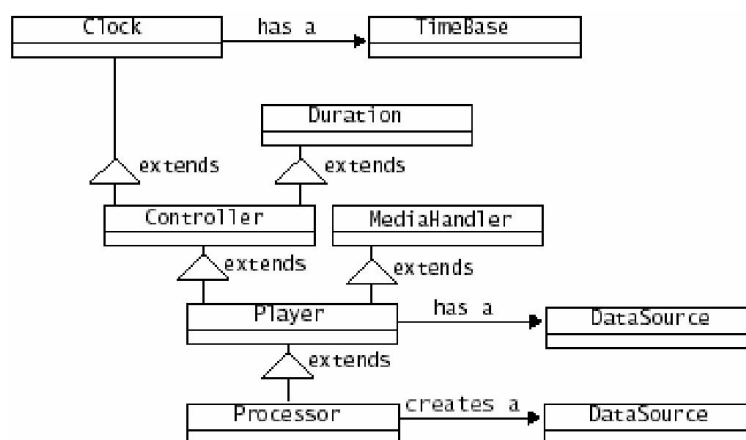 Clock
has a
TimeBase
Duration
extends
extends
Controller
MediaHandler
extends
extends
Player
has a
DataSource
extends
Processor
creates a
DataSource